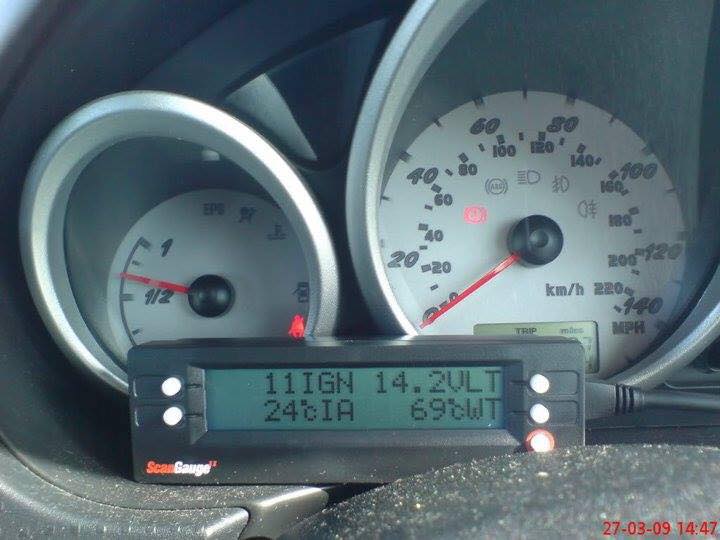 EPS
1
1/2
20
40
60
80
100
120
140
MPH
20
40
60
80
100
120
140
160
180
200
220
km/h
ABS
TRIP miles
11IGN 14.2VLT
24°CIA 69°CWT
ScanGauge II
27-03-09 14:47